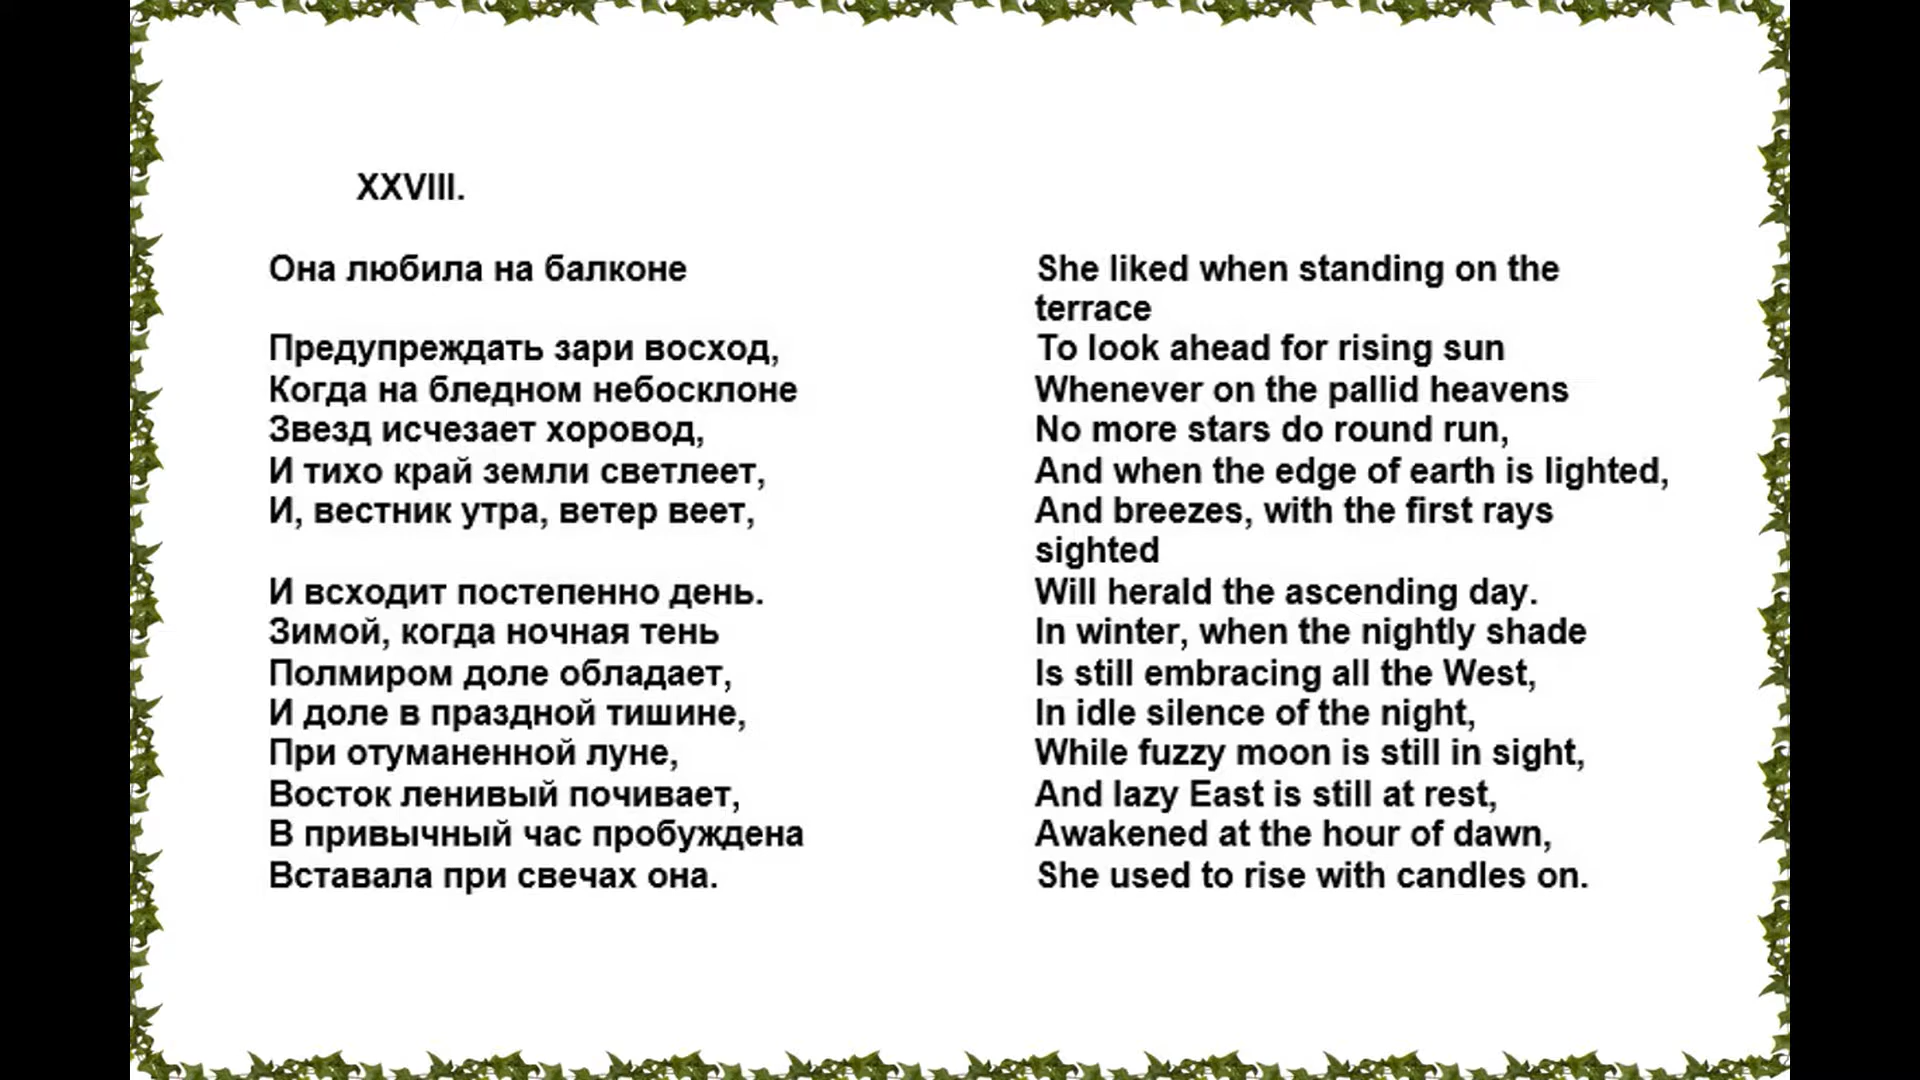 XXVIII.
Она любила на балконе
Предупреждать зари восход,
Когда на бледном небосклоне
Звезд исчезает хоровод,
И тихо край земли светлеет,
И, вестник утра, ветер веет,
И всходит постепенно день.
Зимой, когда ночная тень
Полмиром доле обладает,
И доле в праздной тишине,
При отуманенной луне,
Восток ленивый почивает,
В привычный час пробуждена
Вставала при свечах она.
She liked when standing on the
terrace
To look ahead for rising sun
Whenever on the pallid heavens
No more stars do round run,
And when the edge of earth is lighted,
And breezes, with the first rays
sighted
Will herald the ascending day.
In winter, when the nightly shade
Is still embracing all the West,
In idle silence of the night,
While fuzzy moon is still in sight,
And lazy East is still at rest,
Awakened at the hour of dawn,
She used to rise with candles on.